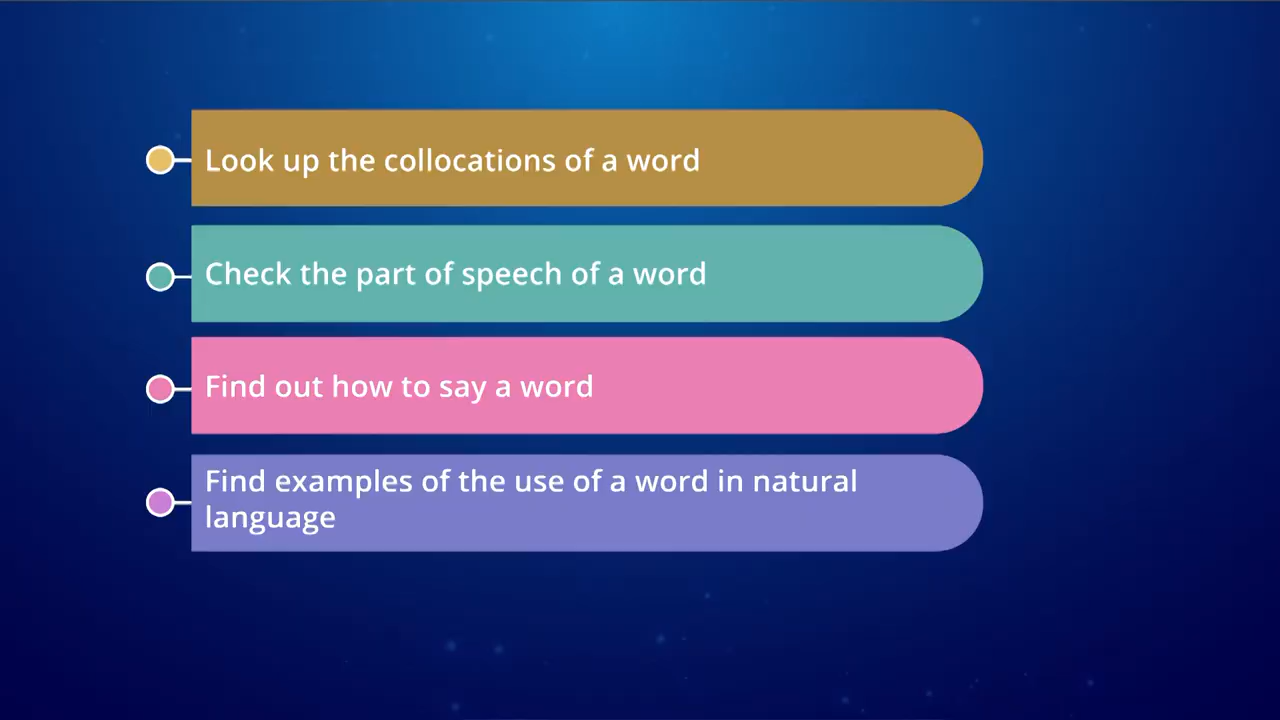 Look up the collocations of a word
Check the part of speech of a word
Find out how to say a word
Find examples of the use of a word in natural
language